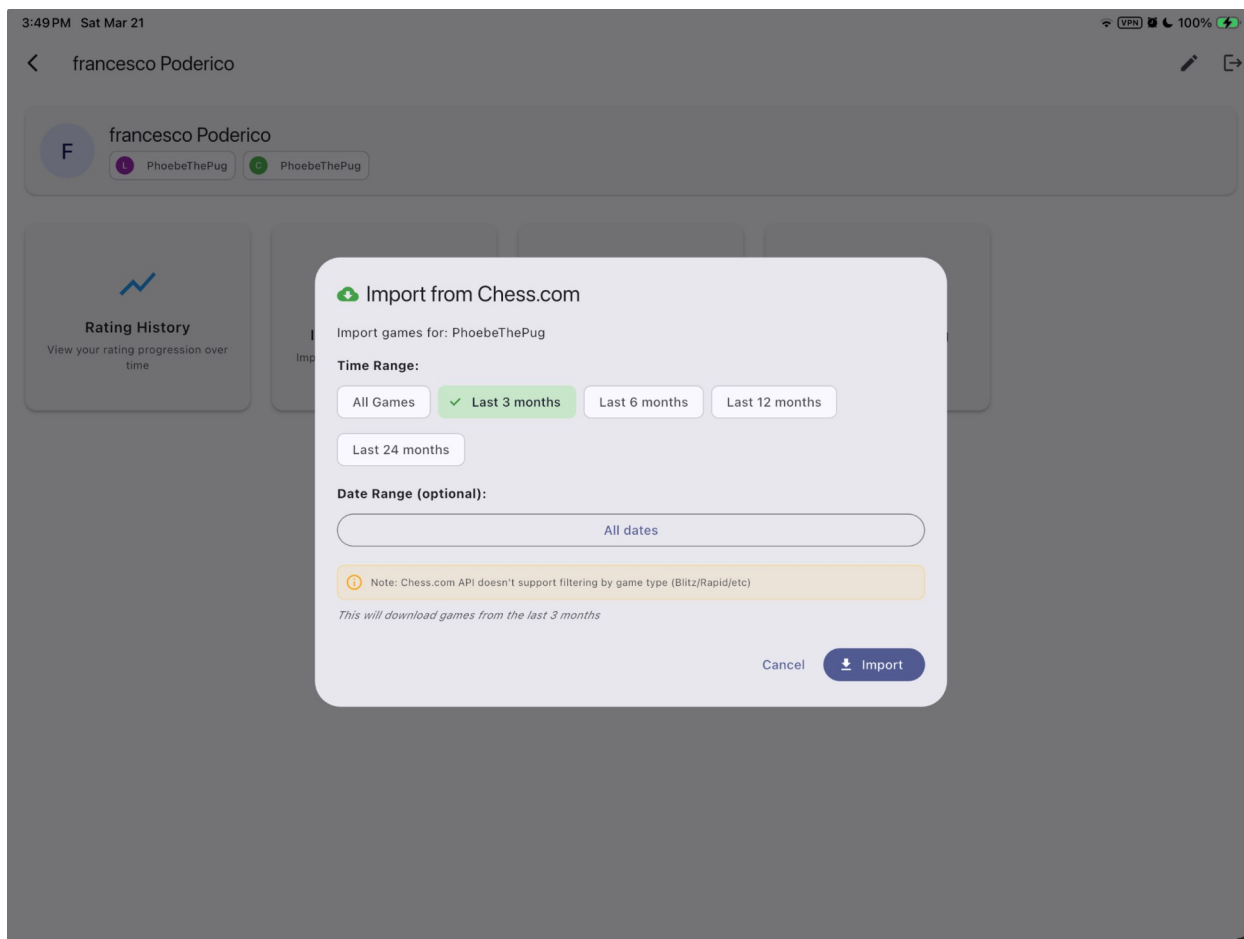 3:49 PM Sat Mar 21
VPN 100%
francesco Poderico
F
francesco Poderico
L PhoebeThePug C PhoebeThePug
Rating History
View your rating progression over
time
Imp
Import from Chess.com
Import games for: PhoebeThePug
Time Range:
All Games Last 3 months Last 6 months Last 12 months
Last 24 months
Date Range (optional):
All dates
Note: Chess.com API doesn't support filtering by game type (Blitz/Rapid/etc)
This will download games from the last 3 months
Cancel Import